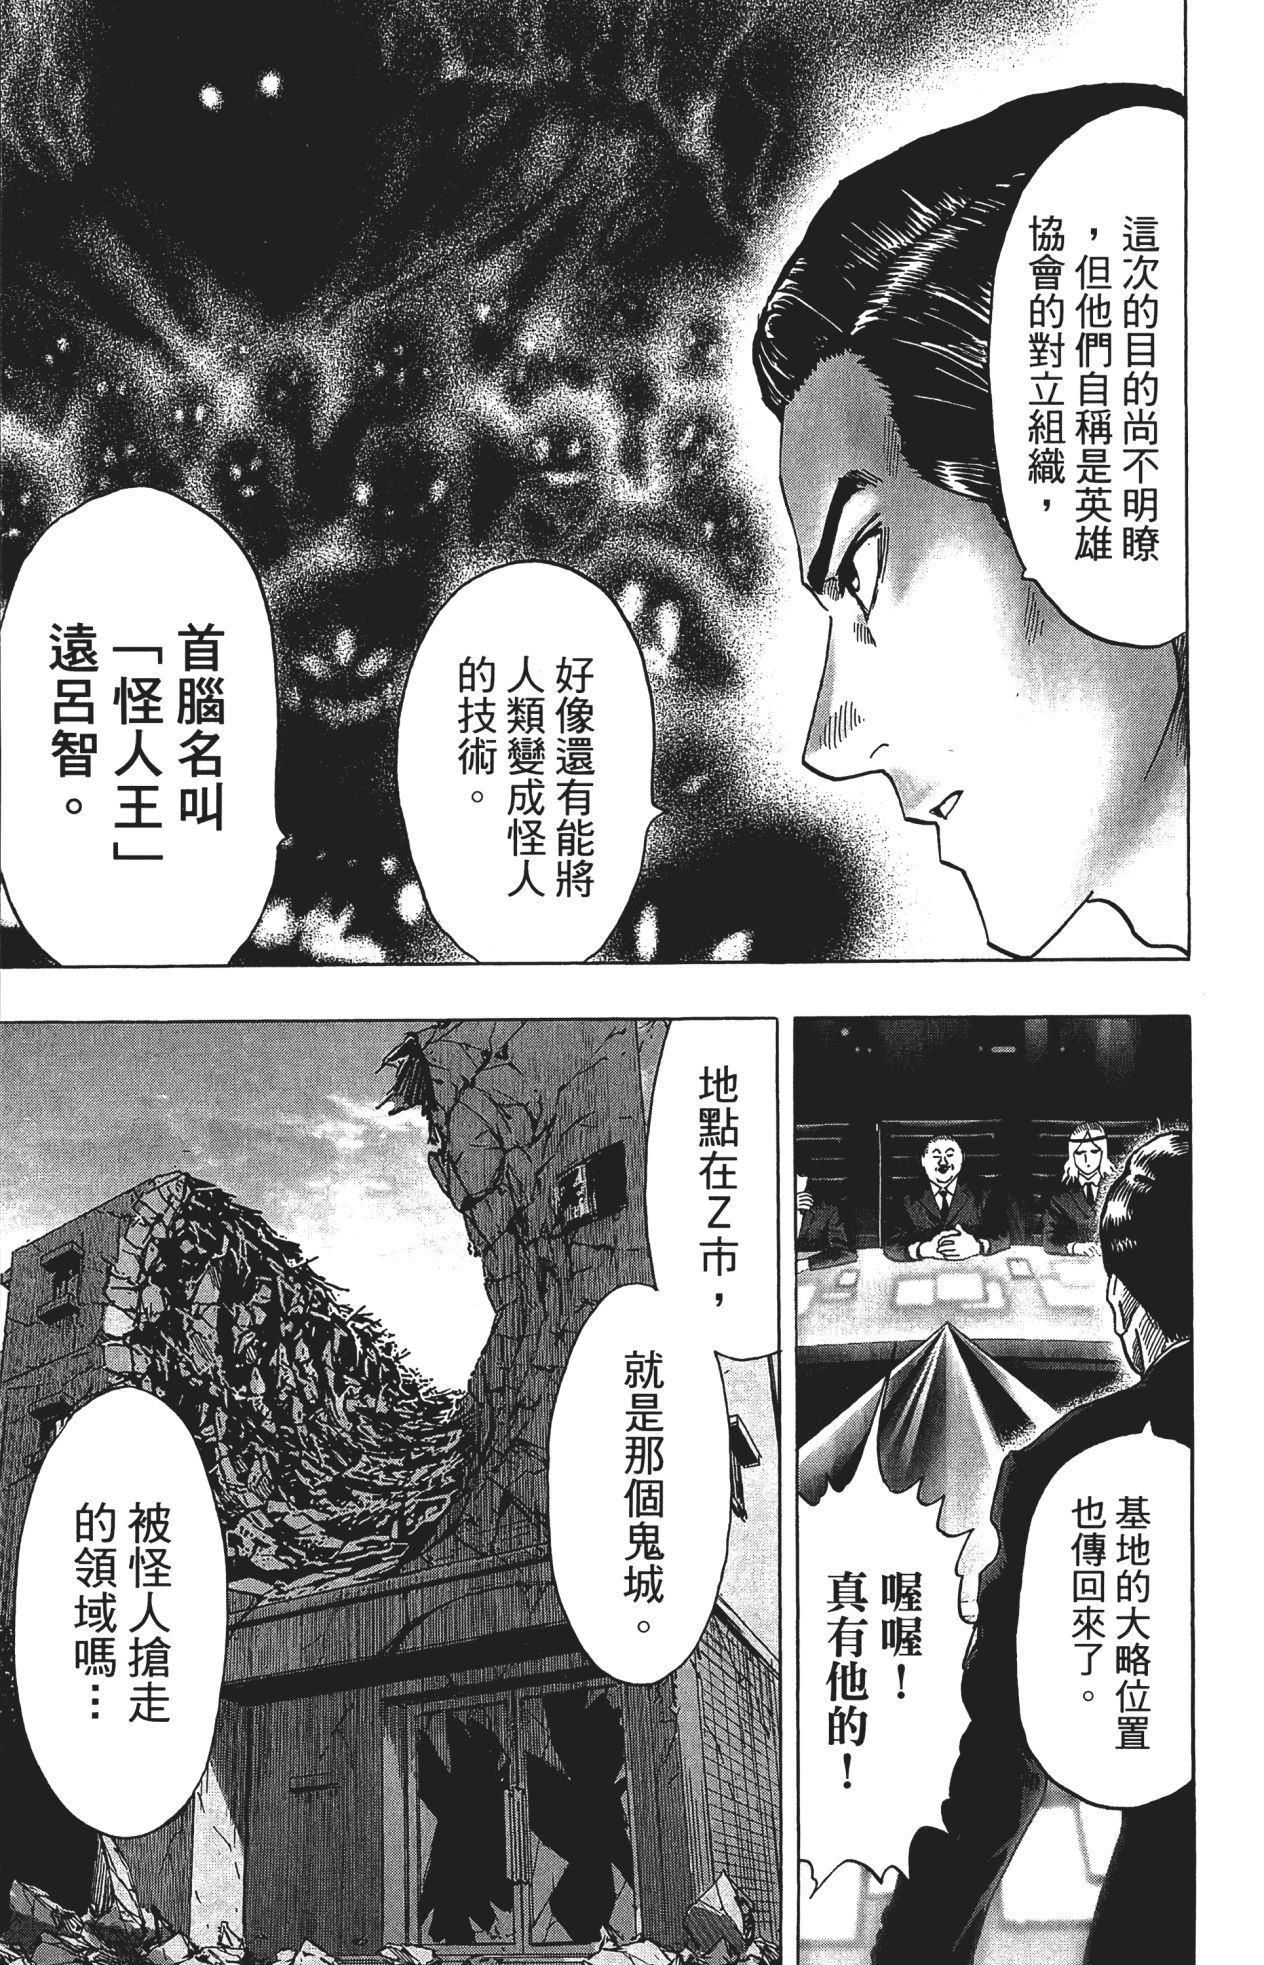 這次的目的尚不明瞭
，但他們自稱是英雄
協會的對立組織，
好像還有能將
人類變成怪人
的技術。
首腦名叫
「怪人王」
遠呂智。
基地的大略位置
也傳回來了。
喔喔！
真有他的！
地點在Z市，
就是那個鬼城。
被怪人搶走
的領域嗎…